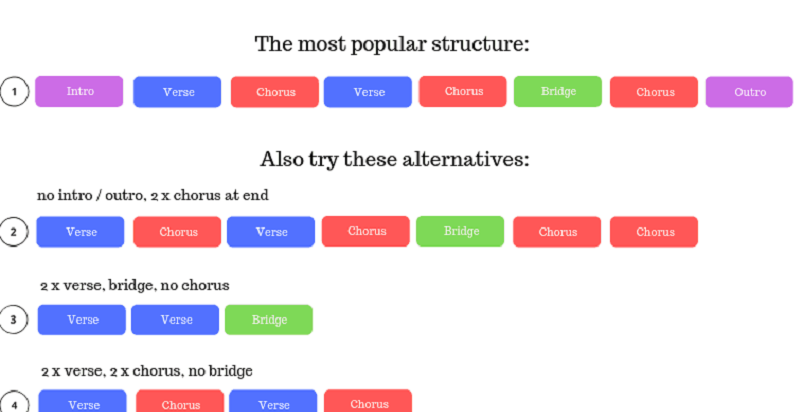 The most popular structure:
1 Intro Verse Chorus Verse Chorus Bridge Chorus Outro
Also try these alternatives:
no intro / outro, 2 x chorus at end
2 Verse Chorus Verse Chorus Bridge Chorus Chorus
2 x verse, bridge, no chorus
3 Verse Verse Bridge
2 x verse, 2 x chorus, no bridge
4 Verse Chorus Verse Chorus